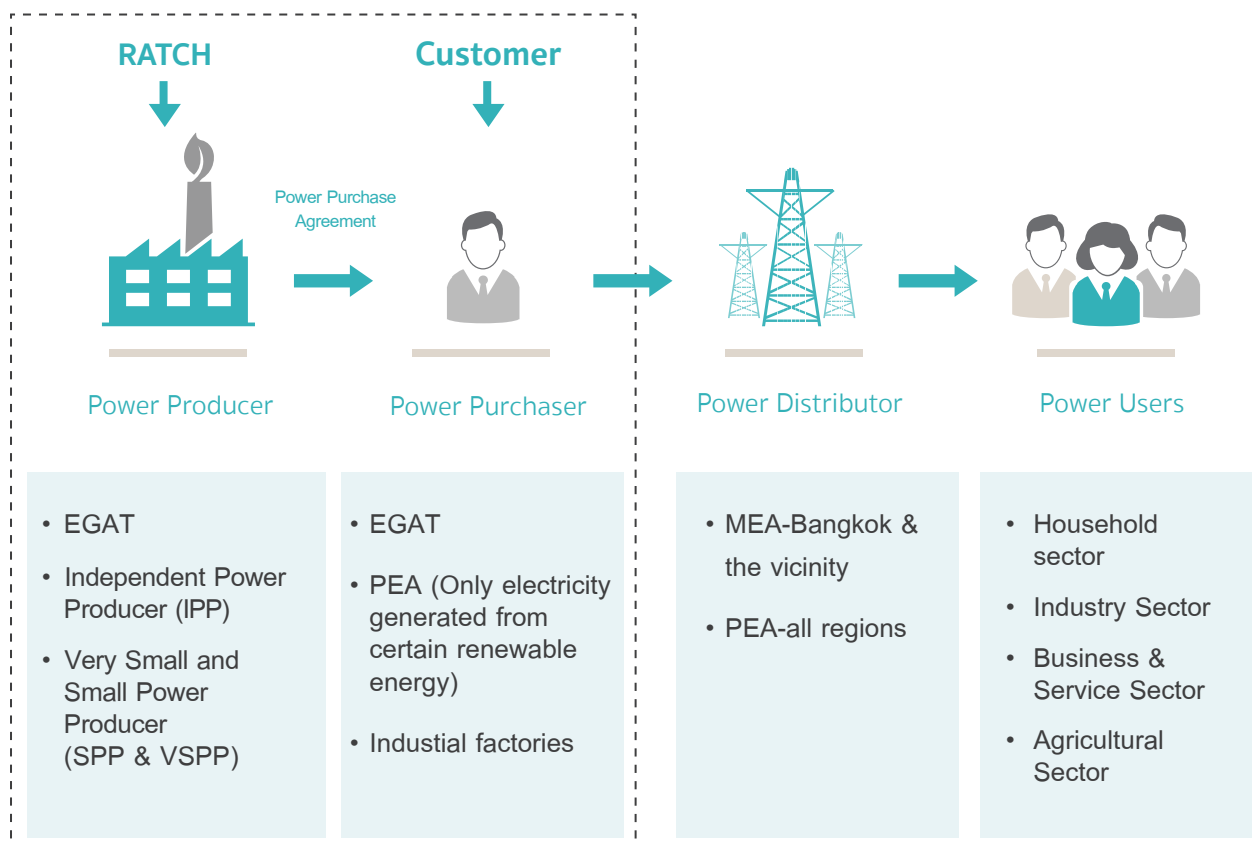 RATCH
Customer
Power Purchase
Agreement
Power Producer
Power Purchaser
Power Distributor
Power Users
• EGAT
• Independent Power
Producer (IPP)
• Very Small and
Small Power
Producer
(SPP & VSPP)
• EGAT
• PEA (Only electricity
generated from
certain renewable
energy)
• Industial factories
• MEA-Bangkok &
the vicinity
• PEA-all regions
• Household
sector
• Industry Sector
• Business &
Service Sector
• Agricultural
Sector